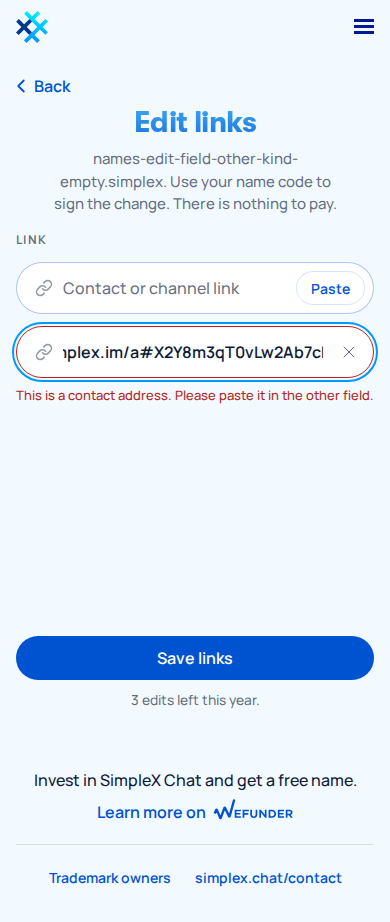 Back
Edit links
names-edit-field-other-kind-
empty.simplex. Use your name code to
sign the change. There is nothing to pay.
LINK
Contact or channel link
Paste
nplex.im/a#X2Y8m3qT0vLw2Ab7c
This is a contact address. Please paste it in the other field.
Save links
3 edits left this year.
Invest in SimpleX Chat and get a free name.
Learn more on WEFUNDER
Trademark owners simplex.chat/contact